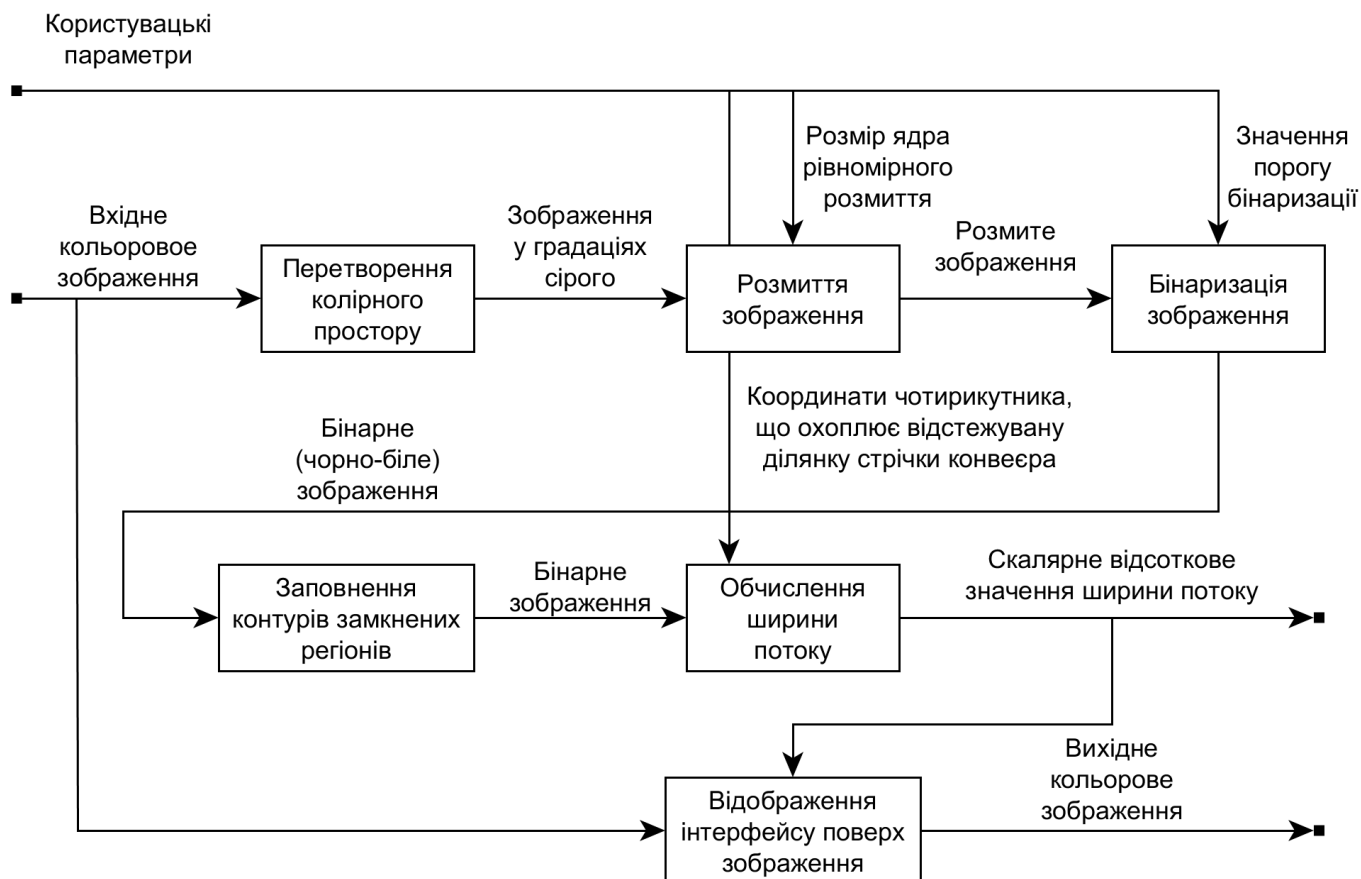 Користувацькі
параметри
Розмір ядра
рівномірного
розмиття
Значення
порогу
бінаризації
Вхідне
кольоровое
зображення
Перетворення
колірного
простору
Зображення
у градаціях
сірого
Розмиття
зображення
Розмите
зображення
Бінаризація
зображення
Координати чотирикутника,
що охоплює відстежувану
ділянку стрічки конвеєра
Бінарне
(чорно-біле)
зображення
Заповнення
контурів замкнених
регіонів
Бінарне
зображення
Обчислення
ширини
потоку
Скалярне відсоткове
значення ширини потоку
Відображення
інтерфейсу поверх
зображення
Вихідне
кольорове
зображення